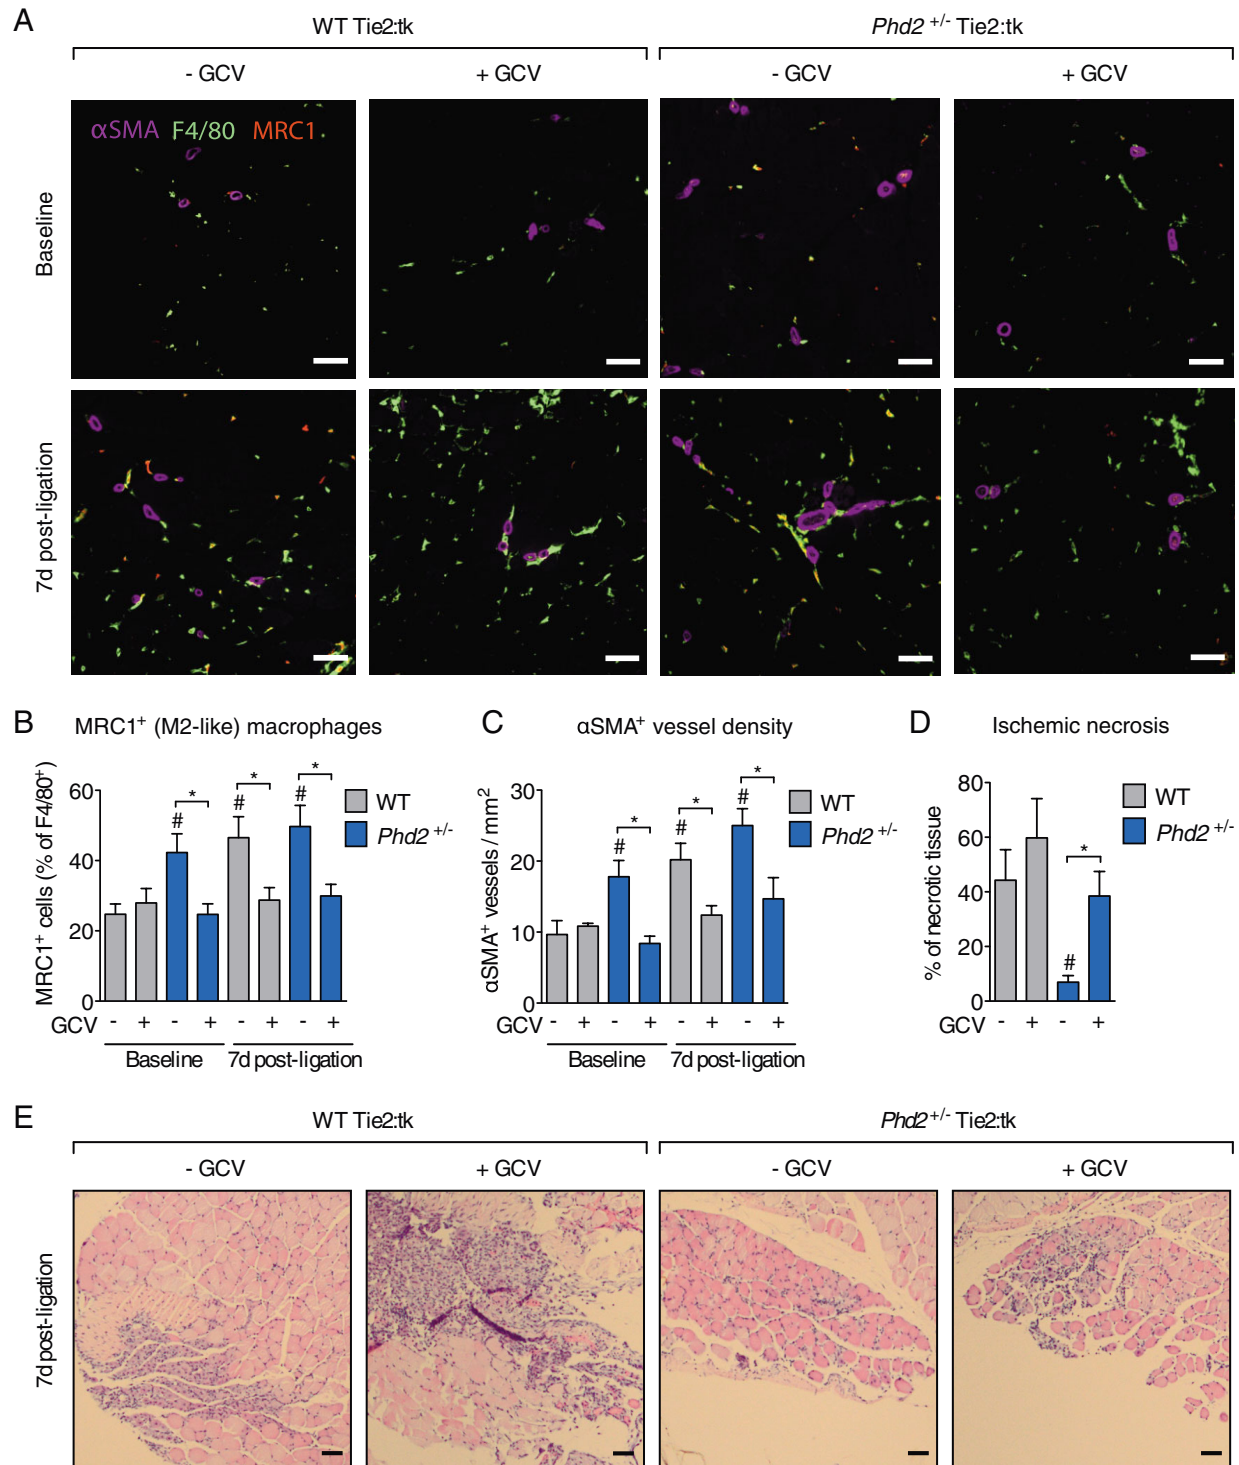 A
WT Tie2:tk
Phd2 +/- Tie2:tk
- GCV
+ GCV
- GCV
+ GCV
αSMA F4/80 MRC1
Baseline
7d post-ligation
B MRC1+ (M2-like) macrophages
MRC1+ cells (% of F4/80+)
60
40
20
0
#
*
#
*
#
*
WT
Phd2 +/-
GCV - + - + - + - +
Baseline 7d post-ligation
C αSMA+ vessel density
αSMA+ vessels / mm2
30
20
10
0
#
*
#
*
#
*
WT
Phd2 +/-
GCV - + - + - + - +
Baseline 7d post-ligation
D Ischemic necrosis
% of necrotic tissue
80
60
40
20
0
#
*
WT
Phd2 +/-
GCV - + - +
E
WT Tie2:tk
Phd2 +/- Tie2:tk
- GCV
+ GCV
- GCV
+ GCV
7d post-ligation